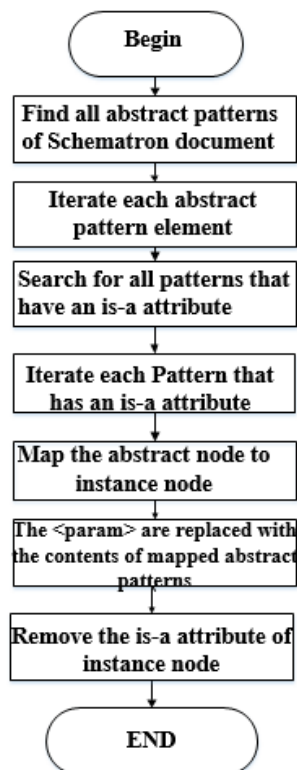 Begin
Find all abstract patterns
of Schematron document
Iterate each abstract
pattern element
Search for all patterns that
have an is-a attribute
Iterate each Pattern that
has an is-a attribute
Map the abstract node to
instance node
The <param> are replaced with
the contents of mapped abstract
patterns
Remove the is-a attribute of
instance node
END